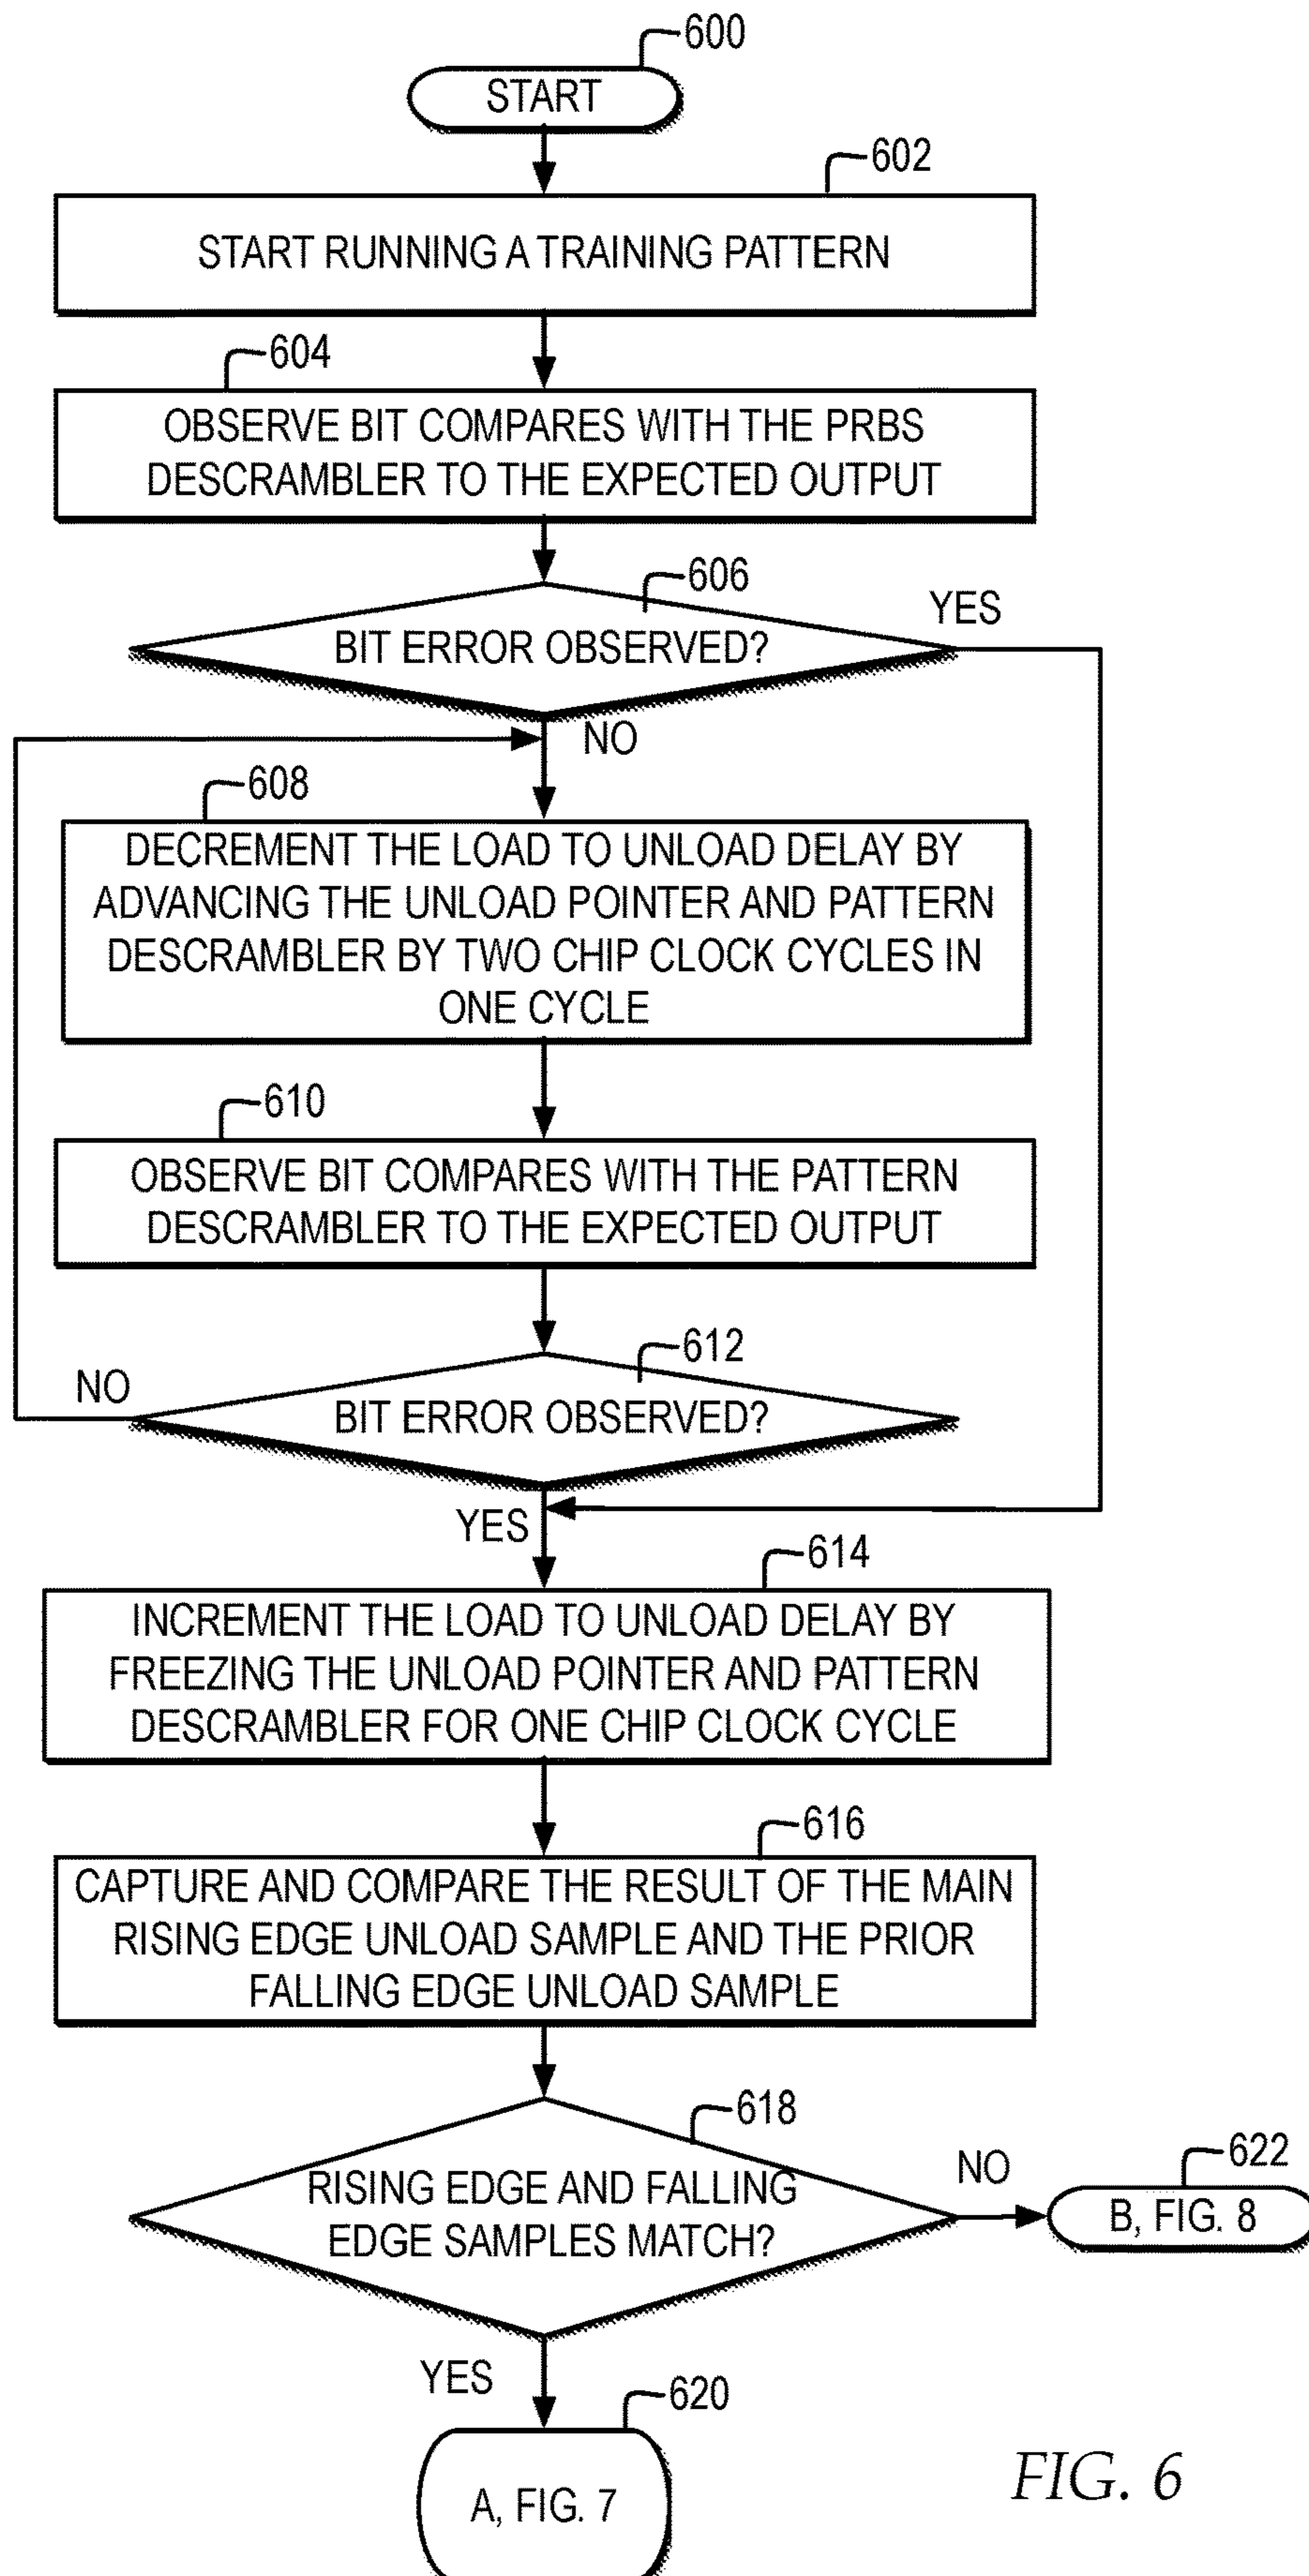 600
START
602
START RUNNING A TRAINING PATTERN
604
OBSERVE BIT COMPARES WITH THE PRBS
DESCRAMBLER TO THE EXPECTED OUTPUT
606
YES
BIT ERROR OBSERVED?
NO
608
DECREMENT THE LOAD TO UNLOAD DELAY BY
ADVANCING THE UNLOAD POINTER AND PATTERN
DESCRAMBLER BY TWO CHIP CLOCK CYCLES IN
ONE CYCLE
610
OBSERVE BIT COMPARES WITH THE PATTERN
DESCRAMBLER TO THE EXPECTED OUTPUT
612
NO
BIT ERROR OBSERVED?
YES
614
INCREMENT THE LOAD TO UNLOAD DELAY BY
FREEZING THE UNLOAD POINTER AND PATTERN
DESCRAMBLER FOR ONE CHIP CLOCK CYCLE
616
CAPTURE AND COMPARE THE RESULT OF THE MAIN
RISING EDGE UNLOAD SAMPLE AND THE PRIOR
FALLING EDGE UNLOAD SAMPLE
618
RISING EDGE AND FALLING
EDGE SAMPLES MATCH?
NO
622
B, FIG. 8
YES
620
A, FIG. 7
FIG. 6